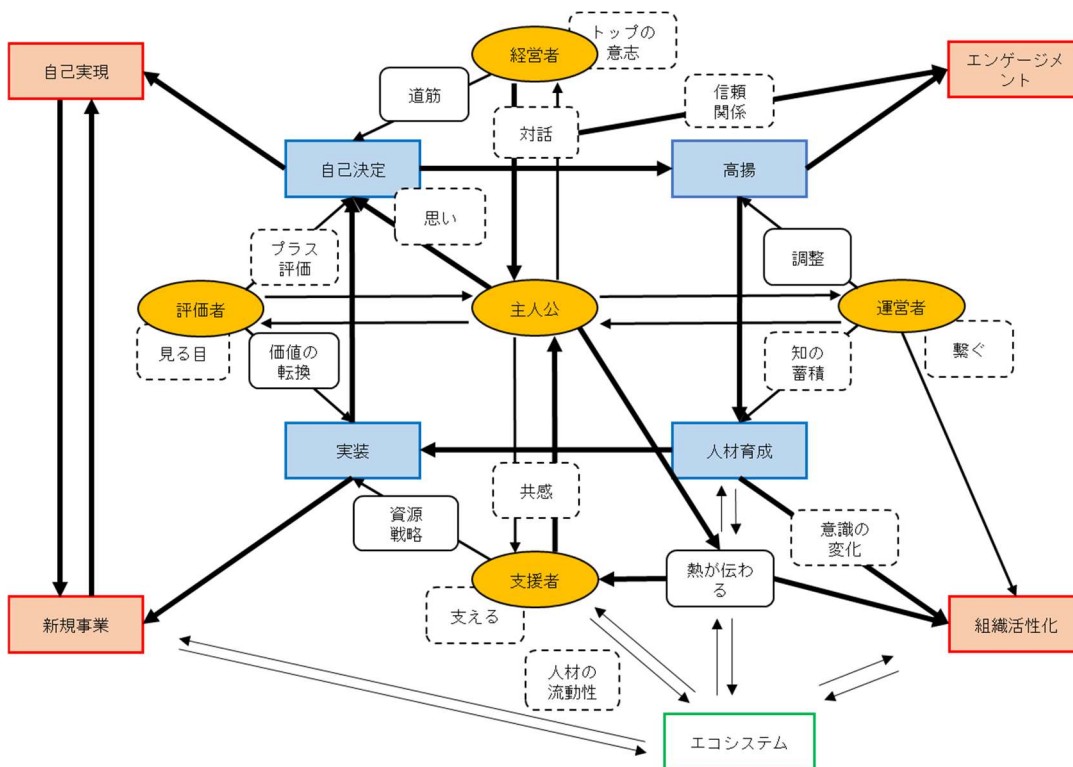 トップの
意志
経営者
自己実現
エンゲージメ
ント
道筋
信頼
関係
対話
自己決定
高揚
思い
プラス
評価
調整
評価者
主人公
運営者
見る目
価値の
転換
知の
蓄積
繋ぐ
実装
人材育成
共感
資源
戦略
意識の
変化
支援者
熱が伝わ
る
支える
新規事業
組織活性化
人材の
流動性
エコシステム